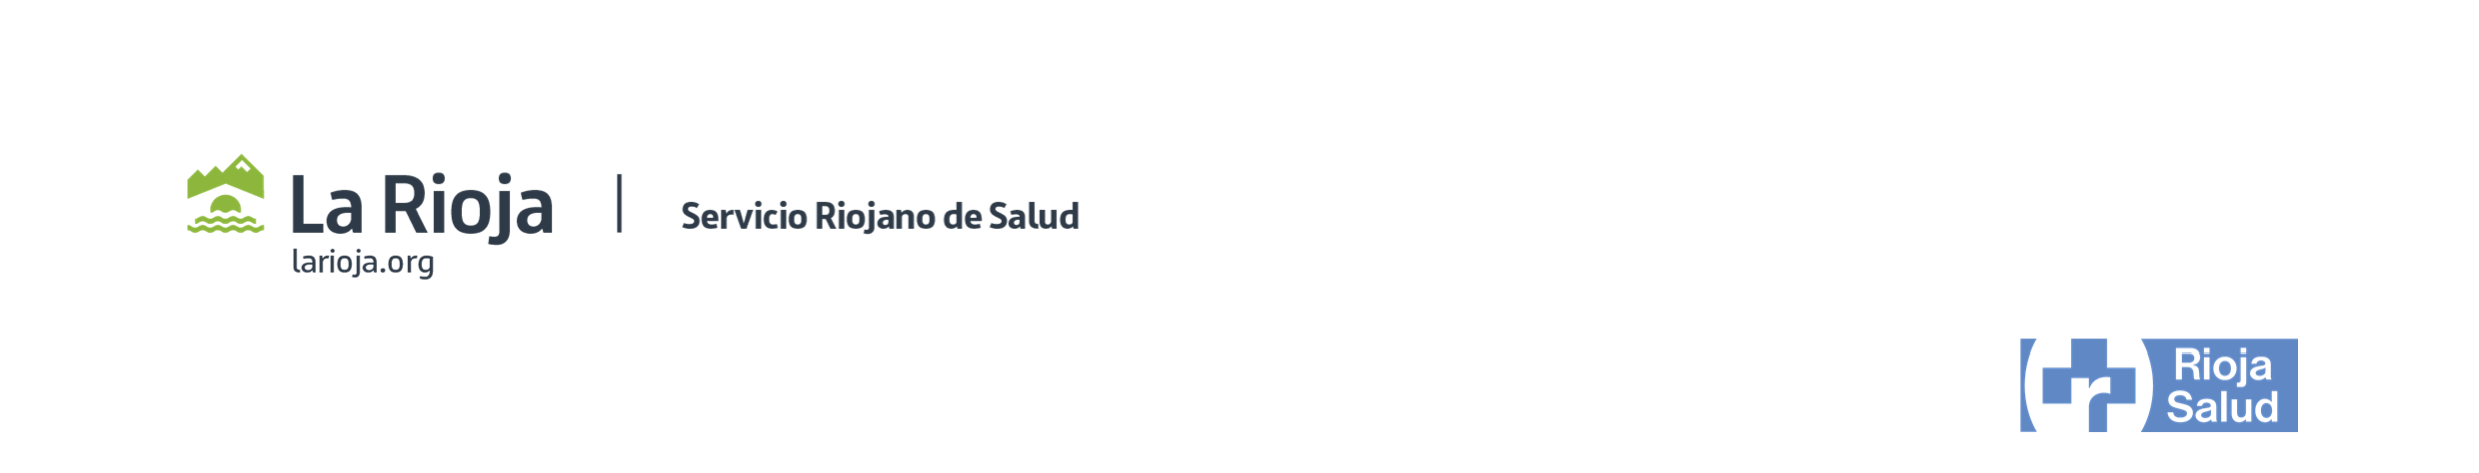 La Rioja
larioja.org
Servicio Riojano de Salud
r
Rioja
Salud